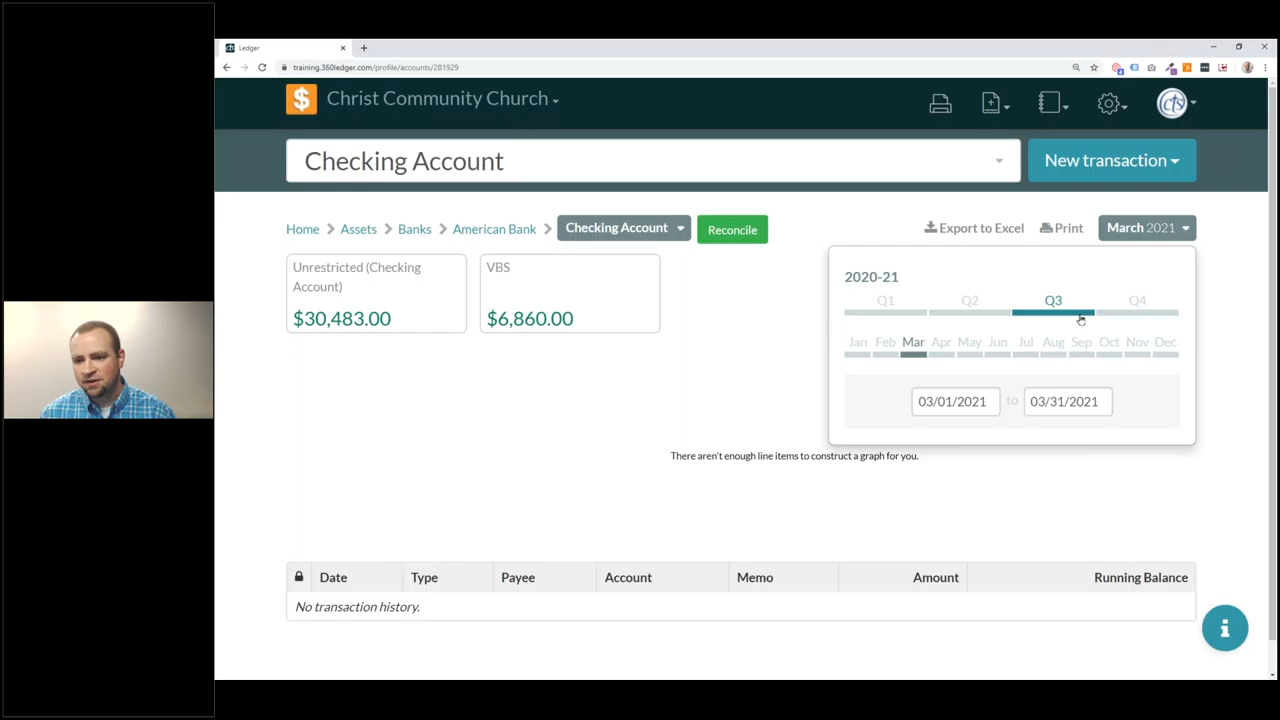 Ledger
training.360ledger.com/profile/accounts/281929
$ Christ Community Church
cts
Checking Account
New transaction
Home > Assets > Banks > American Bank > Checking Account
Reconcile
Export to Excel
Print
March 2021
Unrestricted (Checking
Account)
$30,483.00
VBS
$6,860.00
2020-21
Q1 Q2 Q3 Q4
Jan Feb Mar Apr May Jun Jul Aug Sep Oct Nov Dec
03/01/2021 to 03/31/2021
There aren't enough line items to construct a graph for you.
Date Type Payee Account Memo Amount Running Balance
No transaction history.
i